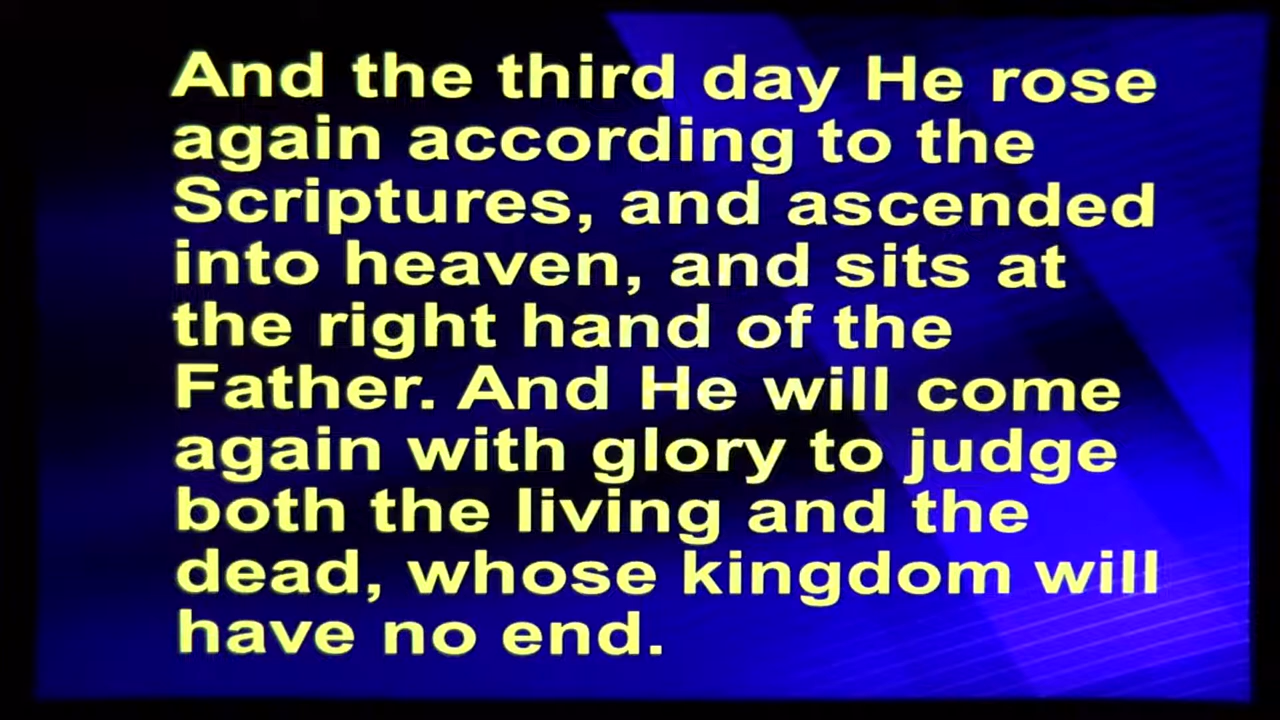 And the third day He rose
again according to the
Scriptures, and ascended
into heaven, and sits at
the right hand of the
Father. And He will come
again with glory to judge
both the living and the
dead, whose kingdom will
have no end.